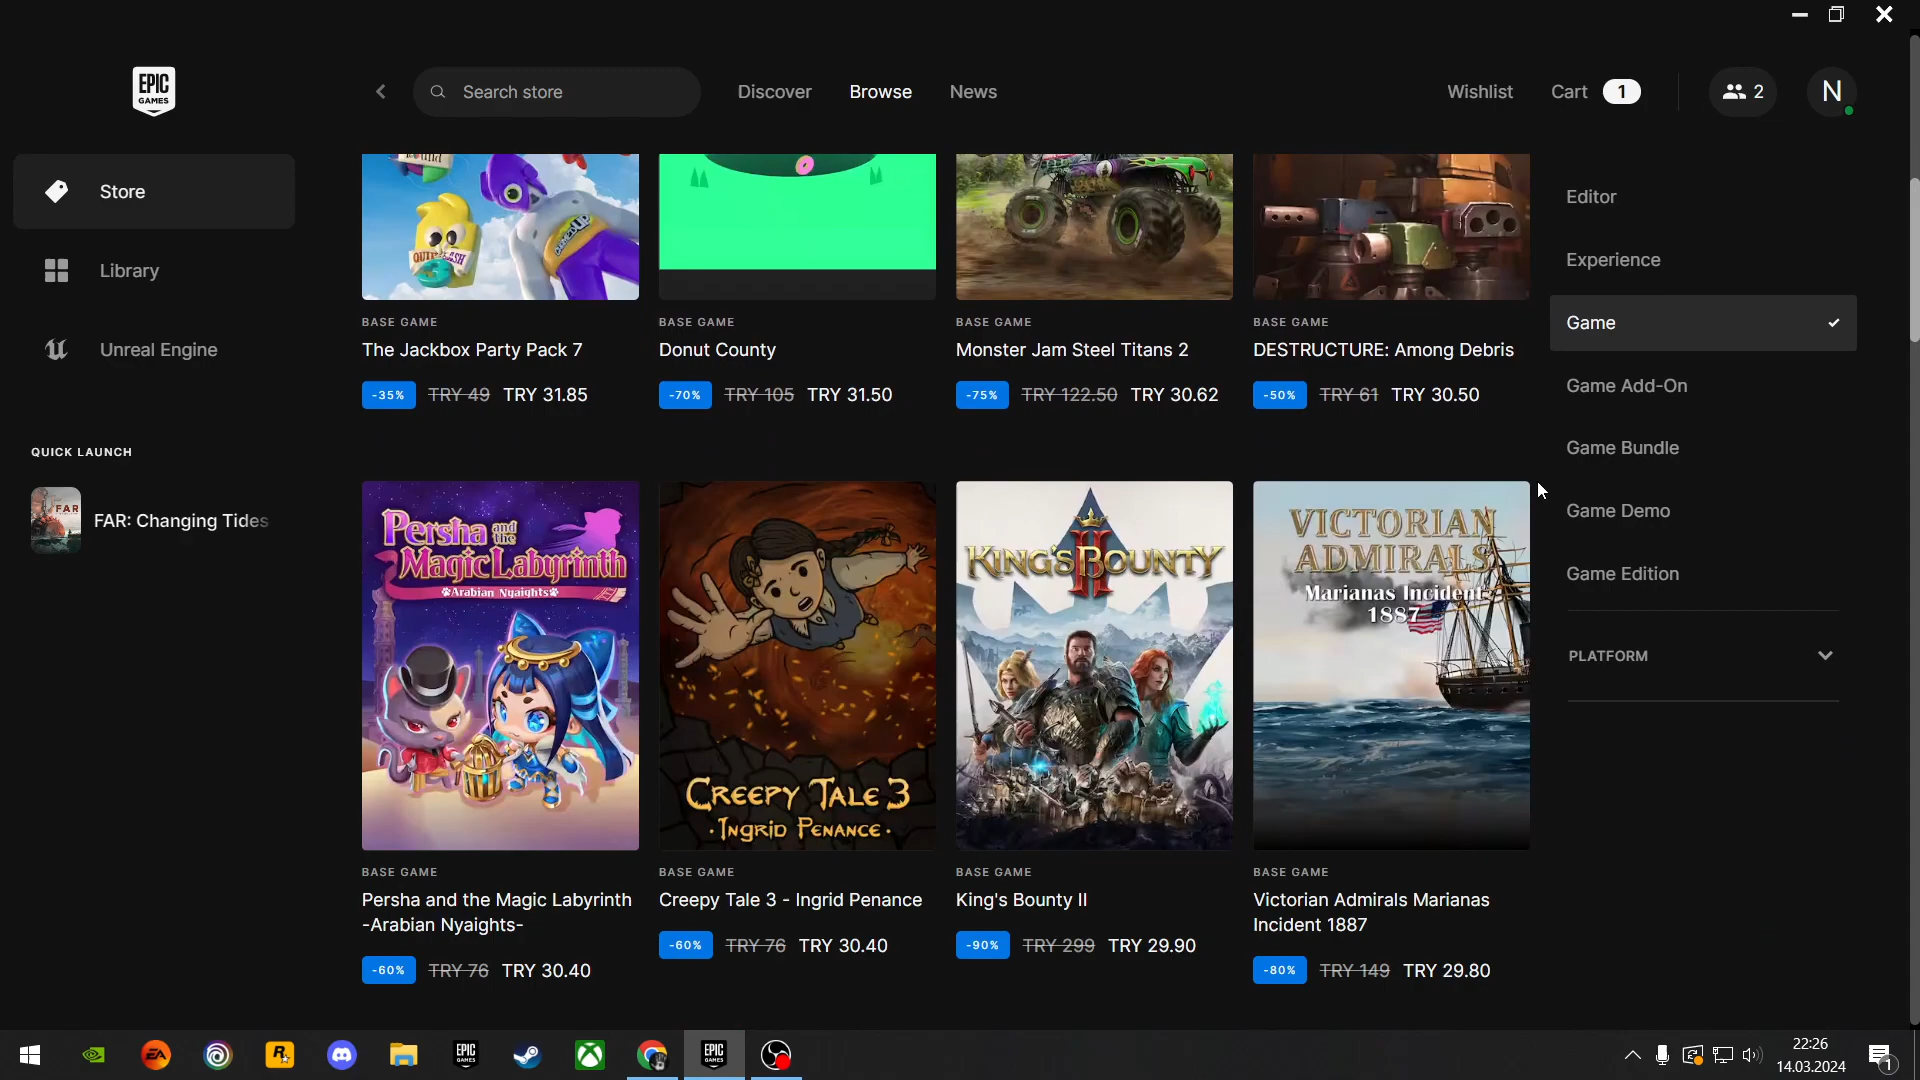 EPIC
GAMES
Search store
Discover
Browse
News
Wishlist
Cart
1
2
N
Store
Library
Unreal Engine
QUICK LAUNCH
FAR
FAR: Changing Tides
BASE GAME
The Jackbox Party Pack 7
-35%
TRY 49
TRY 31.85
BASE GAME
Donut County
-70%
TRY 105
TRY 31.50
BASE GAME
Monster Jam Steel Titans 2
-75%
TRY 122.50
TRY 30.62
BASE GAME
DESTRUCTURE: Among Debris
-50%
TRY 61
TRY 30.50
Persha and the
Magic Labyrinth
Arabian Nyaights
BASE GAME
Persha and the Magic Labyrinth
-Arabian Nyaights-
-60%
TRY 76
TRY 30.40
CREEPY TALE 3
·INGRID PENANCE·
BASE GAME
Creepy Tale 3 - Ingrid Penance
-60%
TRY 76
TRY 30.40
KING'S BOUNTY
II
BASE GAME
King's Bounty II
-90%
TRY 299
TRY 29.90
VICTORIAN
ADMIRALS
Marianas Incident
1887
BASE GAME
Victorian Admirals Marianas
Incident 1887
-80%
TRY 149
TRY 29.80
Editor
Experience
Game
Game Add-On
Game Bundle
Game Demo
Game Edition
PLATFORM
EA
R
EPIC
GAMES
EPIC
GAMES
22:26
14.03.2024
1